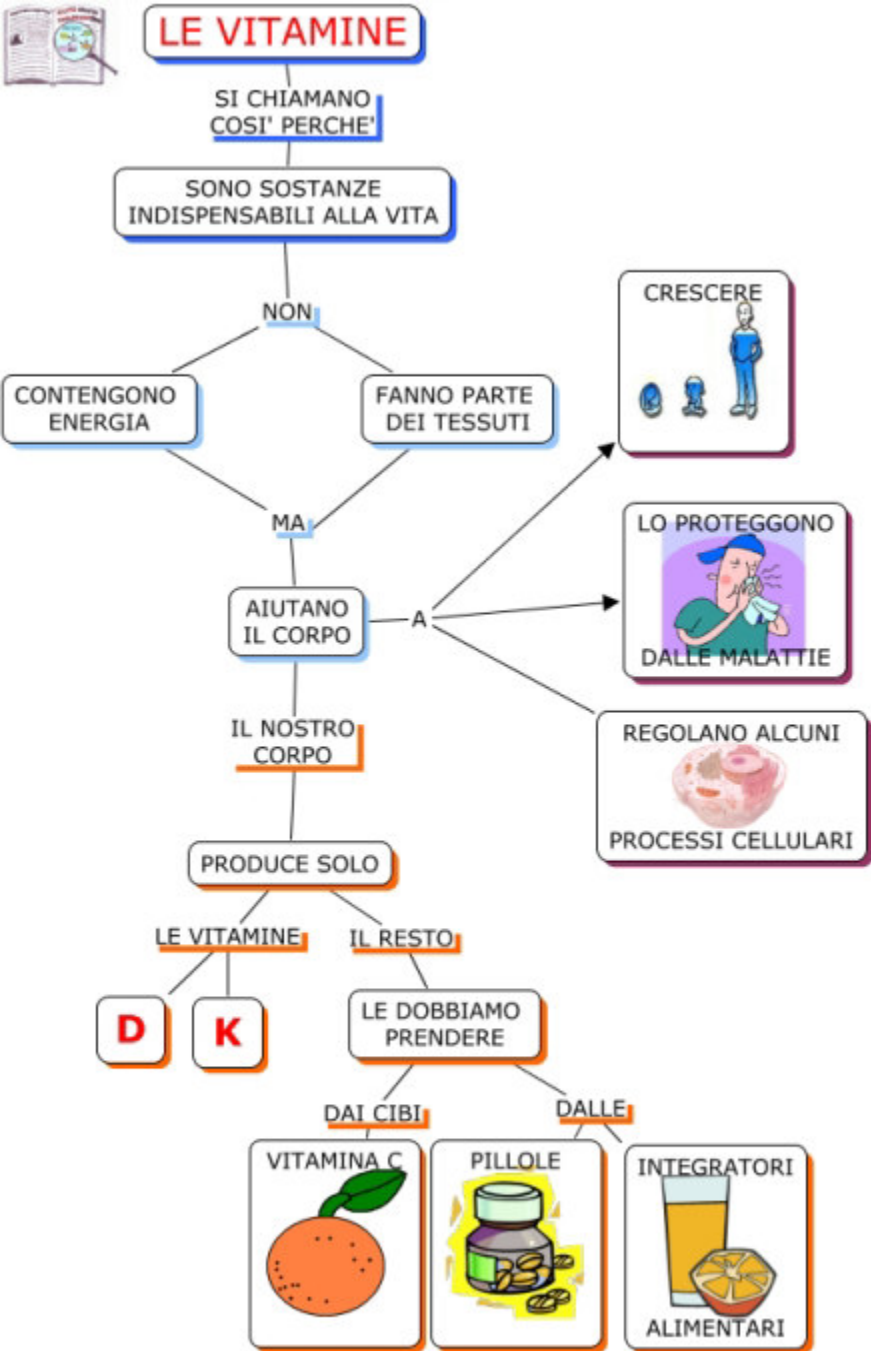 LE VITAMINE
SI CHIAMANO
COSI' PERCHE'
SONO SOSTANZE
INDISPENSABILI ALLA VITA
NON
CONTENGONO
ENERGIA
FANNO PARTE
DEI TESSUTI
MA
AIUTANO
IL CORPO
A
CRESCERE
LO PROTEGGONO
DALLE MALATTIE
REGOLANO ALCUNI
PROCESSI CELLULARI
IL NOSTRO
CORPO
PRODUCE SOLO
LE VITAMINE
D
K
IL RESTO
LE DOBBIAMO
PRENDERE
DAI CIBI
VITAMINA C
DALLE
PILLOLE
INTEGRATORI
ALIMENTARI